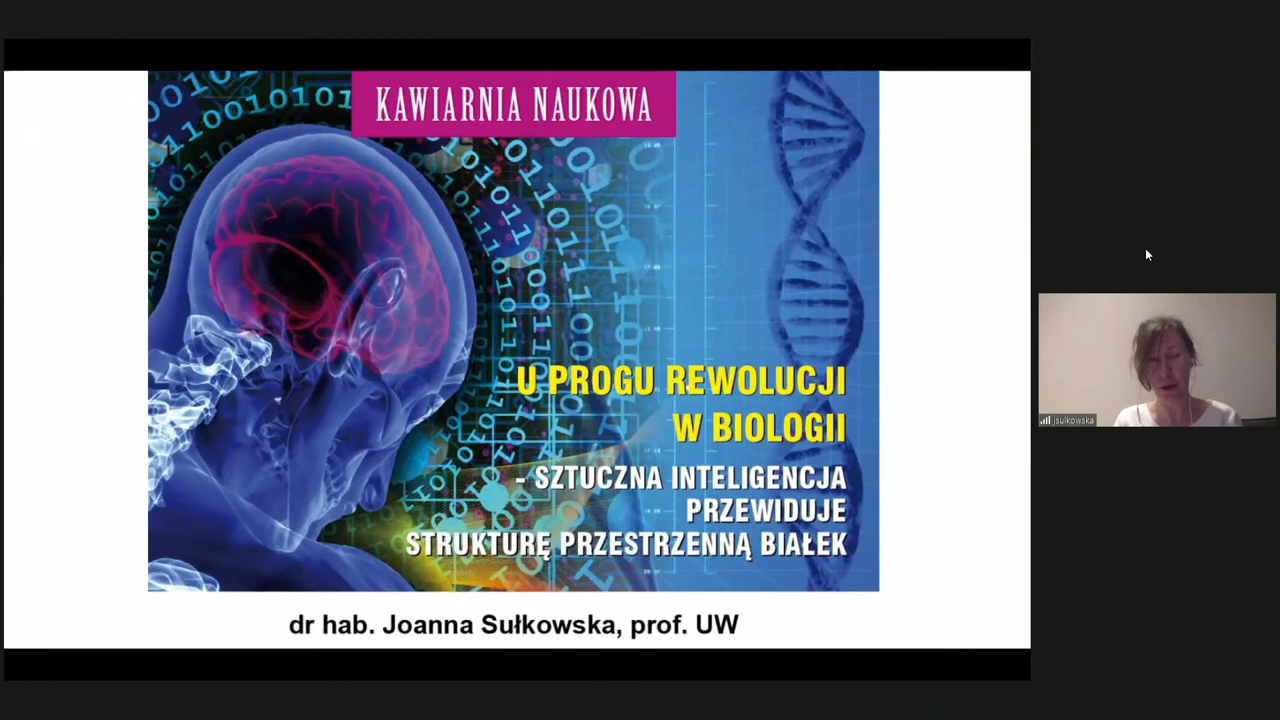 KAWIARNIA NAUKOWA
U PROGU REWOLUCJI
W BIOLOGII
- SZTUCZNA INTELIGENCJA
PRZEWIDUJE
STRUKTURĘ PRZESTRZENNĄ BIAŁEK
dr hab. Joanna Sułkowska, prof. UW
jsulkowska